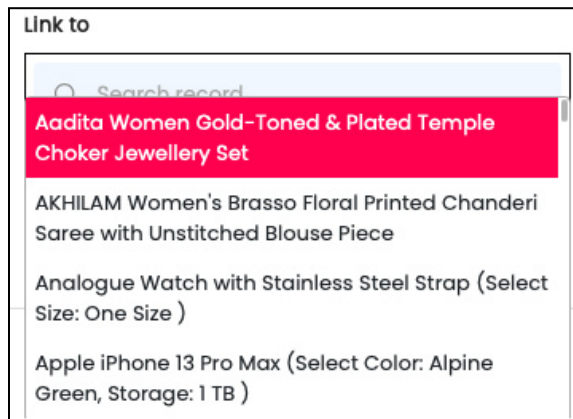 Link to
Search record
Aadita Women Gold-Toned & Plated Temple
Choker Jewellery Set
AKHILAM Women's Brasso Floral Printed Chanderi
Saree with Unstitched Blouse Piece
Analogue Watch with Stainless Steel Strap (Select
Size: One Size )
Apple iPhone 13 Pro Max (Select Color: Alpine
Green, Storage: 1 TB )